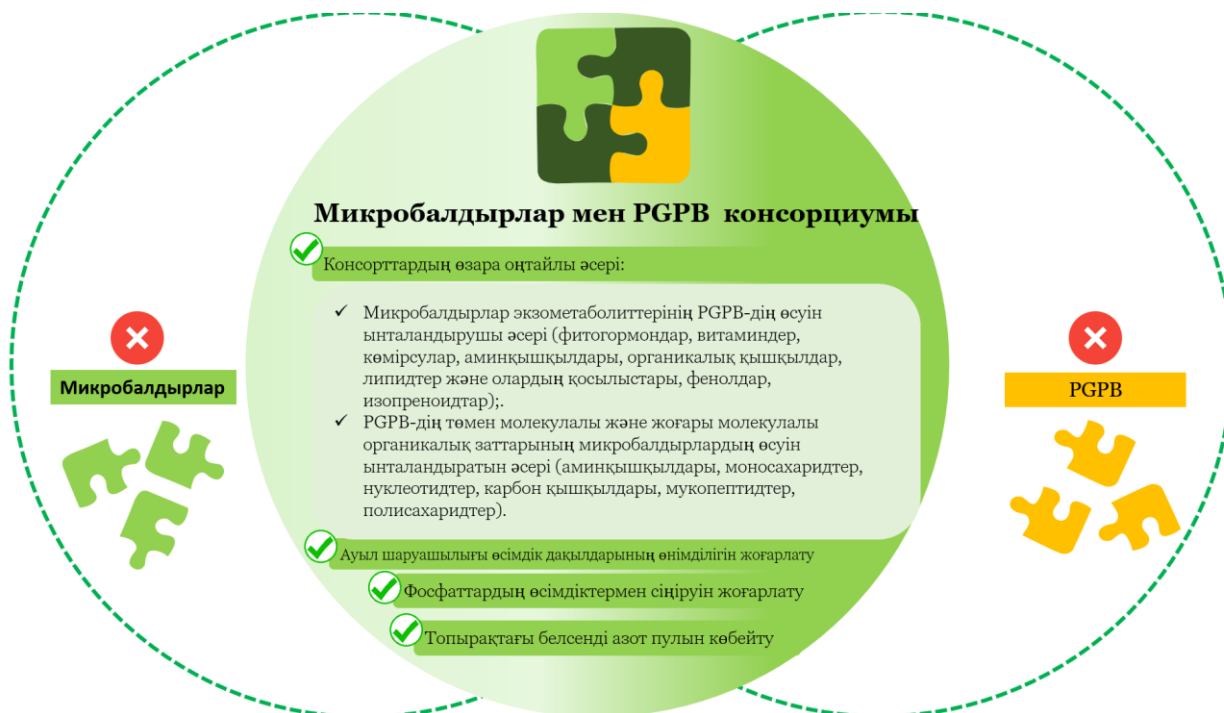 Микробалдырлар мен PGPB консорциумы
Консорттардың өзара оңтайлы әсері:
✓ Микробалдырлар экзометаболиттерінің PGPB-дің өсуін
ынталандырушы әсері (фитогормондар, витаминдер,
көмірсулар, аминқышқылдары, органикалық қышқылдар,
липидтер және олардың қосылыстары, фенолдар,
изопреноидтар);.
✓ PGPB-дің төмен молекулалы және жоғары молекулалы
органикалық заттарының микробалдырлардың өсуін
ынталандыратын әсері (аминқышқылдары, моносахаридтер,
нуклеотидтер, карбон қышқылдары, мукопептидтер,
полисахаридтер).
Ауыл шаруашылығы өсімдік дақылдарының өнімділігін жоғарлату
Фосфаттардың өсімдіктермен сіңіруін жоғарлату
Топырақтағы белсенді азот пулын көбейту
Микробалдырлар
PGPB